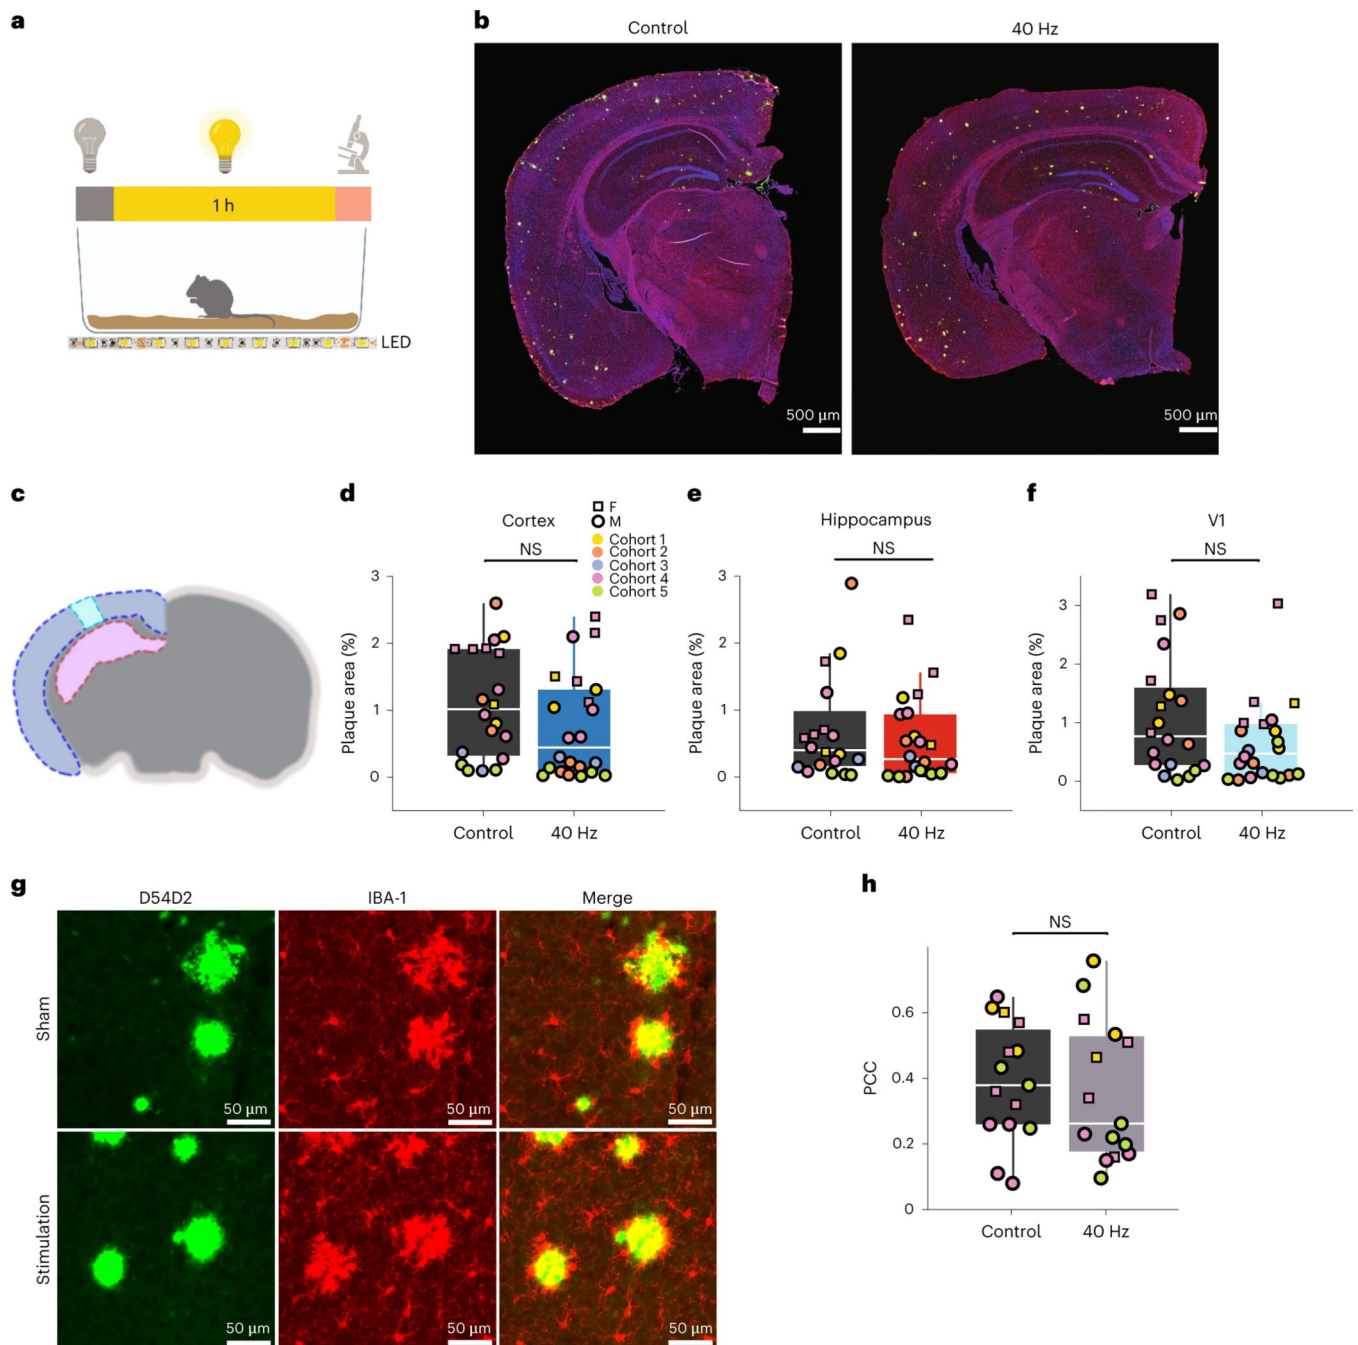 a
1 h
LED
b
Control
40 Hz
500 µm
500 µm
c
d
Cortex
NS
F
M
Cohort 1
Cohort 2
Cohort 3
Cohort 4
Cohort 5
Plaque area (%)
3
2
1
0
Control
40 Hz
e
Hippocampus
NS
Plaque area (%)
3
2
1
0
Control
40 Hz
f
V1
NS
Plaque area (%)
3
2
1
0
Control
40 Hz
g
D54D2
IBA-1
Merge
Sham
50 µm
50 µm
50 µm
Stimulation
50 µm
50 µm
50 µm
h
NS
PCC
0.6
0.4
0.2
0
Control
40 Hz